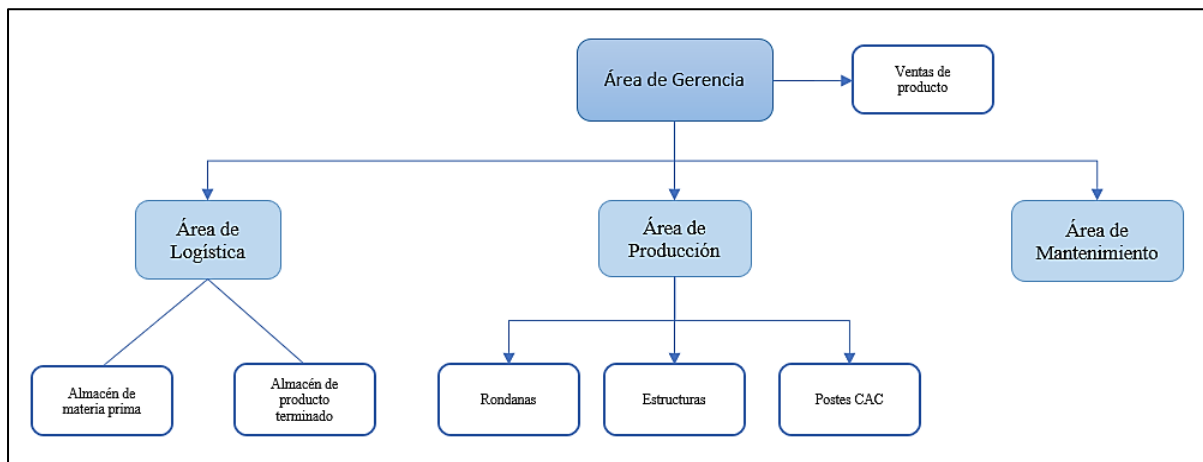 Área de Gerencia
Ventas de
producto
Área de
Logística
Área de
Producción
Área de
Mantenimiento
Almacén de
materia prima
Almacén de
producto
terminado
Rondanas
Estructuras
Postes CAC